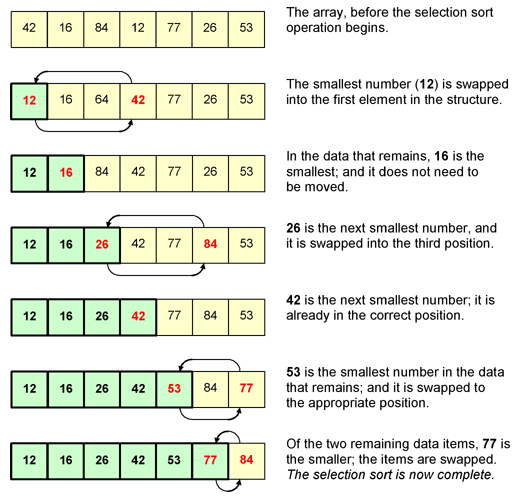 42 16 84 12 77 26 53
The array, before the selection sort
operation begins.
12 16 64 42 77 26 53
The smallest number (12) is swapped
into the first element in the structure.
12 16 84 42 77 26 53
In the data that remains, 16 is the
smallest; and it does not need to
be moved.
12 16 26 42 77 84 53
26 is the next smallest number, and
it is swapped into the third position.
12 16 26 42 77 84 53
42 is the next smallest number; it is
already in the correct position.
12 16 26 42 53 84 77
53 is the smallest number in the data
that remains; and it is swapped to
the appropriate position.
12 16 26 42 53 77 84
Of the two remaining data items, 77 is
the smaller; the items are swapped.
The selection sort is now complete.